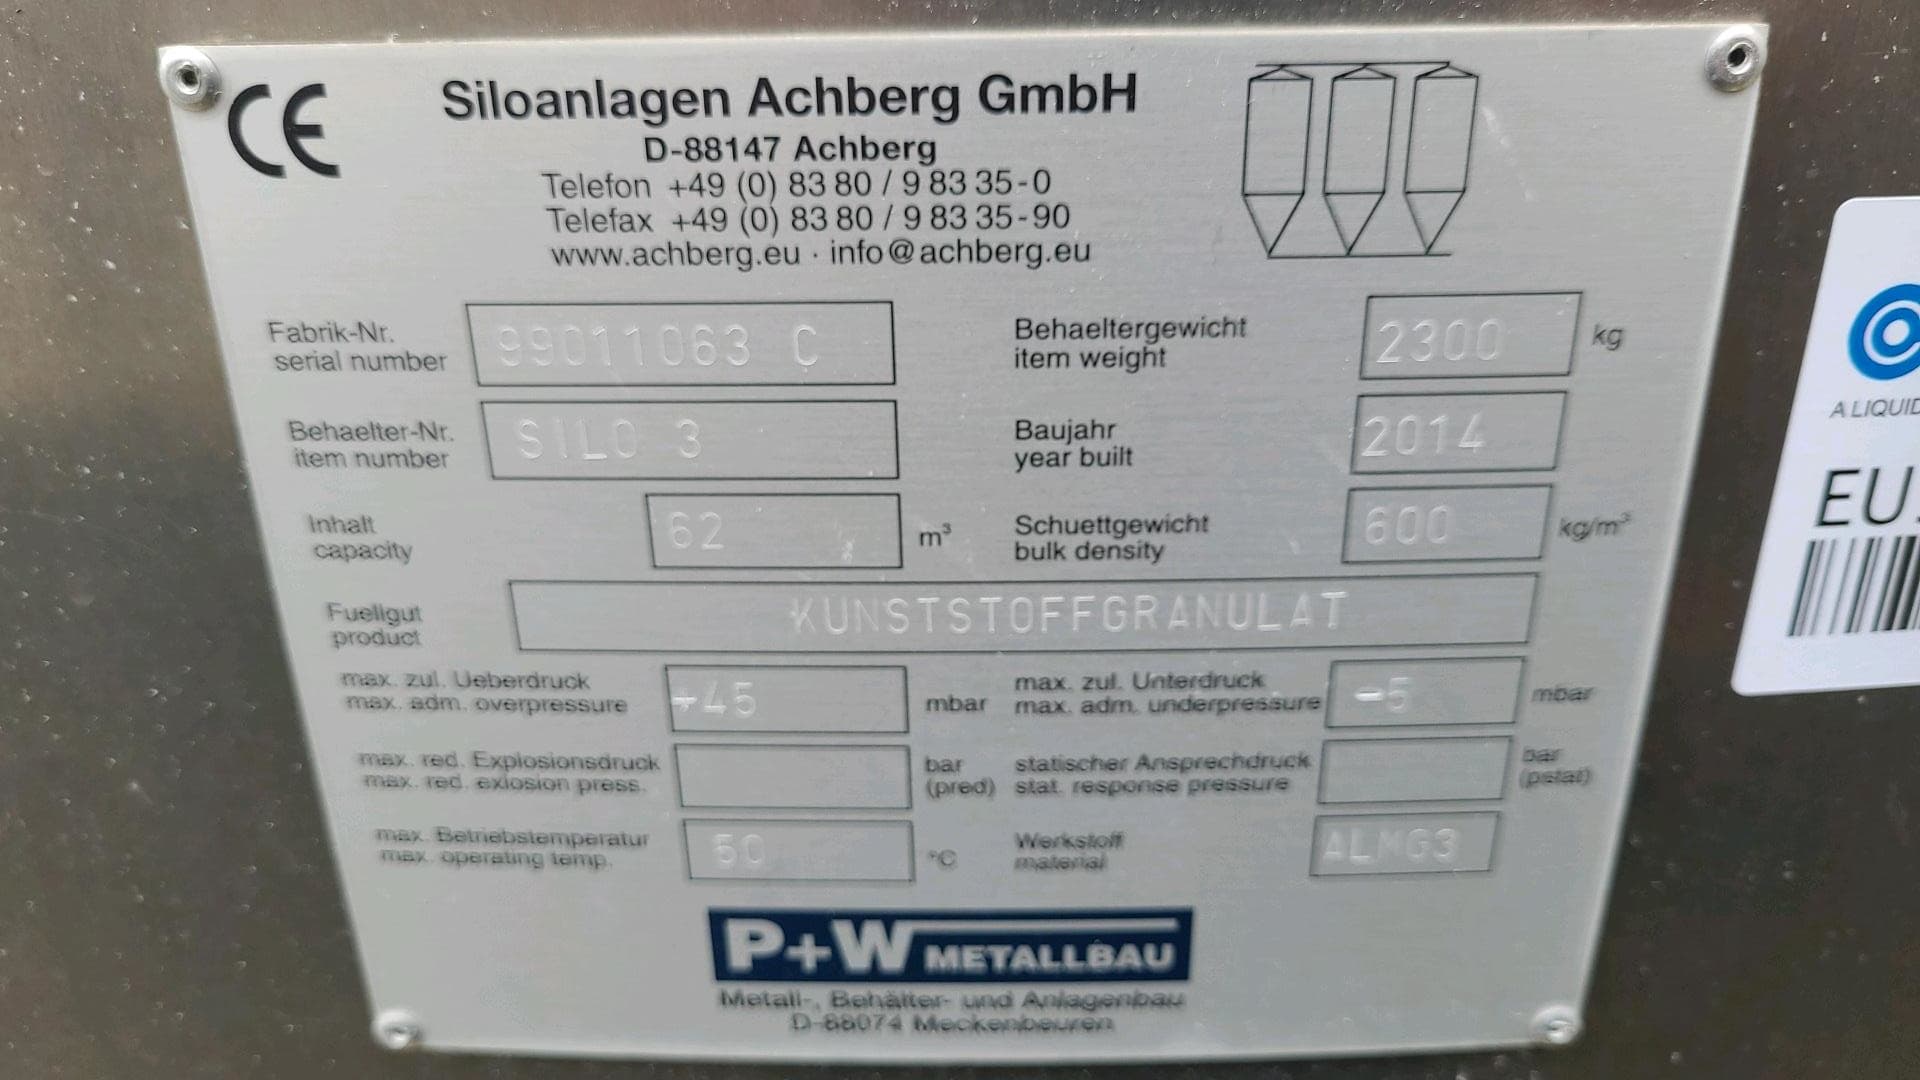 CE
Siloanlagen Achberg GmbH
D-88147 Achberg
Telefon +49 (0) 83 80 / 9 83 35-0
Telefax +49 (0) 83 80 / 9 83 35-90
www.achberg.eu · info@achberg.eu
Fabrik-Nr.
serial number
99011063 C
Behaeltergewicht
item weight
2300 kg
Behaelter-Nr.
item number
SILO 3
Baujahr
year built
2014
Inhalt
capacity
62 m³
Schuettgewicht
bulk density
600 kg/m³
Fuellgut
product
KUNSTSTOFFGRANULAT
max. zul. Ueberdruck
max. adm. overpressure
+45 mbar
max. zul. Unterdruck
max. adm. underpressure
-5 mbar
max. red. Explosionsdruck
max. red. exlosion press.
bar
(pred)
statischer Ansprechdruck
stat. response pressure
bar
(pstat)
max. Betriebstemperatur
max. operating temp.
50 °C
Werkstoff
material
ALMG3
P+W METALLBAU
Metall-, Behälter- und Anlagenbau
D-88074 Meckenbeuren
A LIQUID
EU